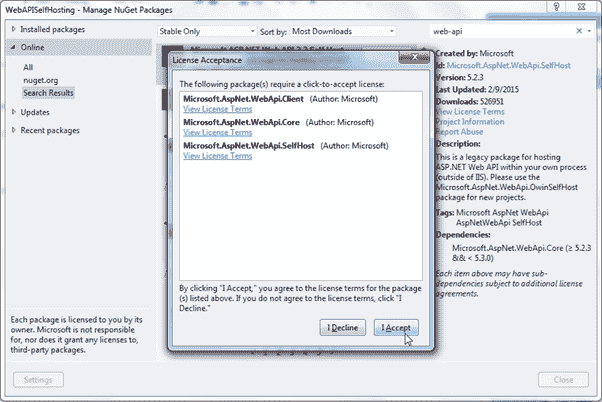 WebAPISelfHosting - Manage NuGet Packages
Installed packages
Online
All
nuget.org
Search Results
Updates
Recent packages
Each package is licensed to you by its
owner. Microsoft is not responsible
for, nor does it grant any licenses to,
third-party packages.
Settings
Stable Only
Sort by: Most Downloads
License Acceptance
The following package(s) require a click-to-accept license:
Microsoft.AspNet.WebApi.Client (Author: Microsoft)
View License Terms
Microsoft.AspNet.WebApi.Core (Author: Microsoft)
View License Terms
Microsoft.AspNet.WebApi.SelfHost (Author: Microsoft)
View License Terms
By clicking "I Accept," you agree to the license terms for the package
(s) listed above. If you do not agree to the license terms, click "I
Decline."
I Decline
I Accept
web-api
Created by: Microsoft
Id: Microsoft.AspNet.WebApi.SelfHost
Version: 5.2.3
Last Updated: 2/9/2015
Downloads: 526951
View License Terms
Project Information
Report Abuse
Description:
This is a legacy package for hosting
ASP.NET Web API within your own process
(outside of IIS). Please use the
Microsoft.AspNet.WebApi.OwinSelfHost
package for new projects.
Tags: Microsoft AspNet WebApi
AspNetWebApi SelfHost
Dependencies:
Microsoft.AspNet.WebApi.Core (≥ 5.2.3
&& < 5.3.0)
Each item above may have sub-
dependencies subject to additional license
agreements.
Close